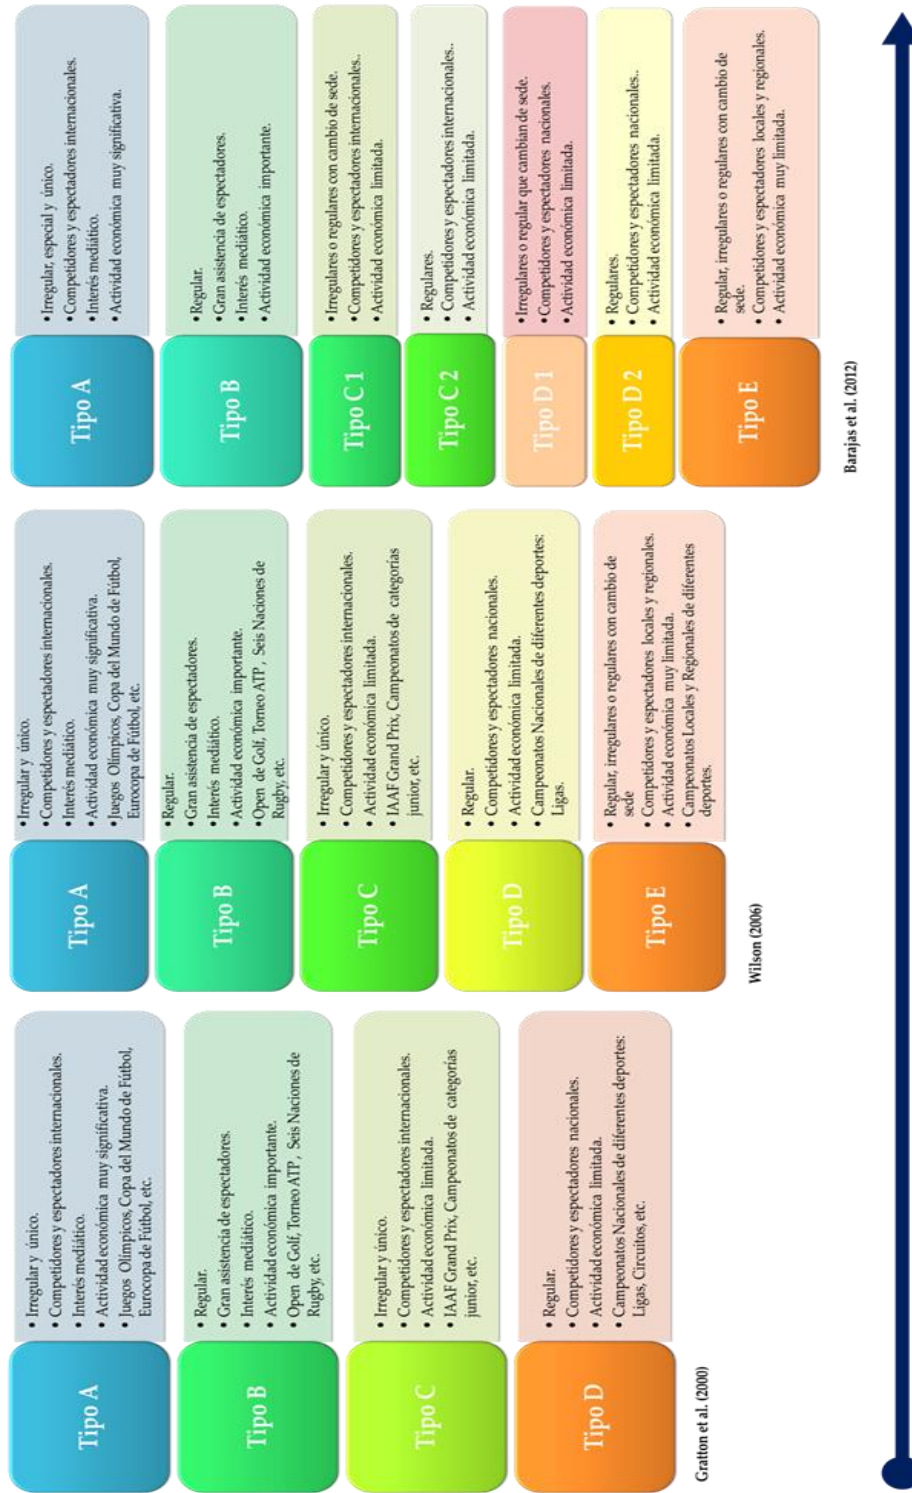 Tipo A
• Irregular y único.
• Competidores y espectadores internacionales.
• Interés mediático.
• Actividad económica muy significativa.
• Juegos Olímpicos, Copa del Mundo de Fútbol,
Eurocopa de Fútbol, etc.
Tipo B
• Regular.
• Gran asistencia de espectadores.
• Interés mediático.
• Actividad económica importante.
• Open de Golf, Torneo ATP , Seis Naciones de
Rugby, etc.
Tipo C
• Irregular y único.
• Competidores y espectadores internacionales.
• Actividad económica limitada.
• IAAF Grand Prix, Campeonatos de categorías
junior, etc.
Tipo D
• Regular.
• Competidores y espectadores nacionales.
• Actividad económica limitada.
• Campeonatos Nacionales de diferentes deportes:
Ligas, Circuitos, etc.
Gratton et al. (2000)
Tipo A
• Irregular y único.
• Competidores y espectadores internacionales.
• Interés mediático.
• Actividad económica muy significativa.
• Juegos Olímpicos, Copa del Mundo de Fútbol,
Eurocopa de Fútbol, etc.
Tipo B
• Regular.
• Gran asistencia de espectadores.
• Interés mediático.
• Actividad económica importante.
• Open de Golf, Torneo ATP , Seis Naciones de
Rugby, etc.
Tipo C
• Irregular y único.
• Competidores y espectadores internacionales.
• Actividad económica limitada.
• IAAF Grand Prix, Campeonatos de categorías
junior, etc.
Tipo D
• Regular.
• Competidores y espectadores nacionales.
• Actividad económica limitada.
• Campeonatos Nacionales de diferentes deportes:
Ligas.
Tipo E
• Regular, irregulares o regulares con cambio de
sede
• Competidores y espectadores locales y regionales.
• Actividad económica muy limitada.
• Campeonatos Locales y Regionales de diferentes
deportes.
Wilson (2006)
Tipo A
• Irregular, especial y único.
• Competidores y espectadores internacionales.
• Interés mediático.
• Actividad económica muy significativa.
Tipo B
• Regular.
• Gran asistencia de espectadores.
• Interés mediático.
• Actividad económica importante.
Tipo C 1
• Irregulares o regulares con cambio de sede.
• Competidores y espectadores internacionales..
• Actividad económica limitada.
Tipo C 2
• Regulares.
• Competidores y espectadores internacionales..
• Actividad económica limitada.
Tipo D 1
• Irregulares o regular que cambian de sede.
• Competidores y espectadores nacionales.
• Actividad económica limitada.
Tipo D 2
• Regulares.
• Competidores y espectadores nacionales..
• Actividad económica limitada.
Tipo E
• Regular, irregulares o regulares con cambio de
sede.
• Competidores y espectadores locales y regionales.
• Actividad económica muy limitada.
Barajas et al. (2012)